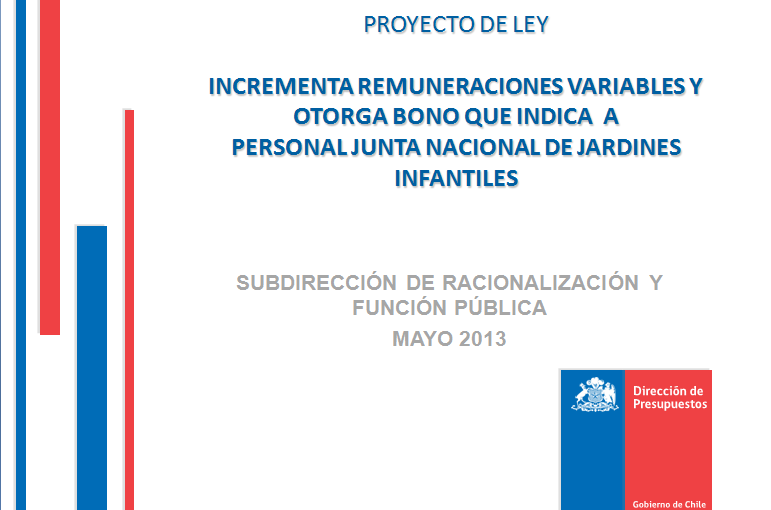 PROYECTO DE LEY
INCREMENTA REMUNERACIONES VARIABLES Y
OTORGA BONO QUE INDICA A
PERSONAL JUNTA NACIONAL DE JARDINES
INFANTILES
SUBDIRECCIÓN DE RACIONALIZACIÓN Y
FUNCIÓN PÚBLICA
MAYO 2013
Dirección de
Presupuestos
Gobierno de Chile